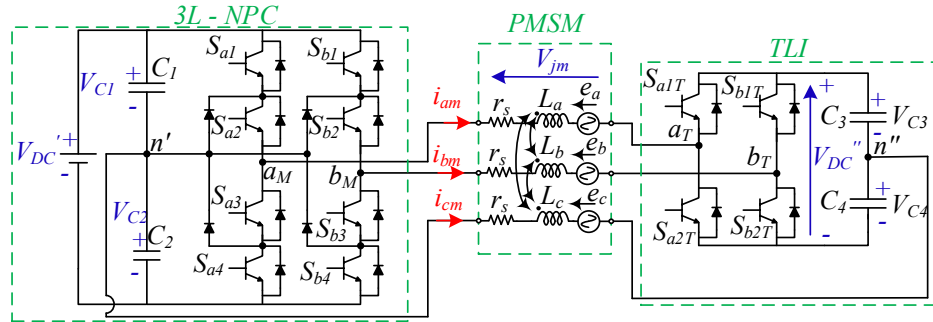 3L - NPC
PMSM
TLI
V_DC'
+
-
V_C1
+
-
C_1
n'
V_C2
+
-
C_2
S_a1
S_b1
S_a2
S_b2
a_M
b_M
S_a3
S_b3
S_a4
S_b4
i_am
i_bm
i_cm
V_jm
r_s
L_a
e_a
r_s
L_b
e_b
r_s
L_c
e_c
S_a1T
S_b1T
a_T
b_T
S_a2T
S_b2T
+
V_DC''
-
C_3
+
-
V_C3
n''
C_4
+
-
V_C4